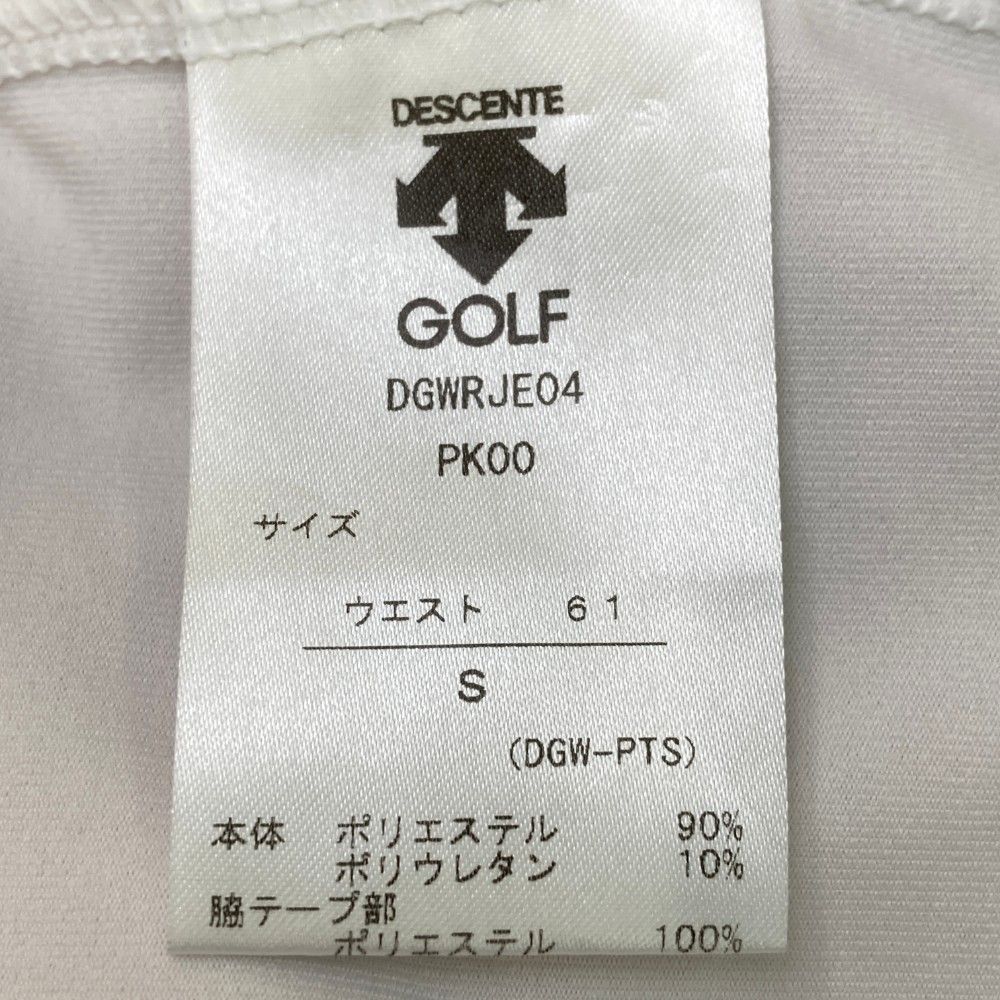 DESCENTE
GOLF
DGWRJE04
PK00
サイズ
ウエスト 61
S
(DGW-PTS)
本体 ポリエステル 90%
ポリウレタン 10%
脇テープ部
ポリエステル 100%